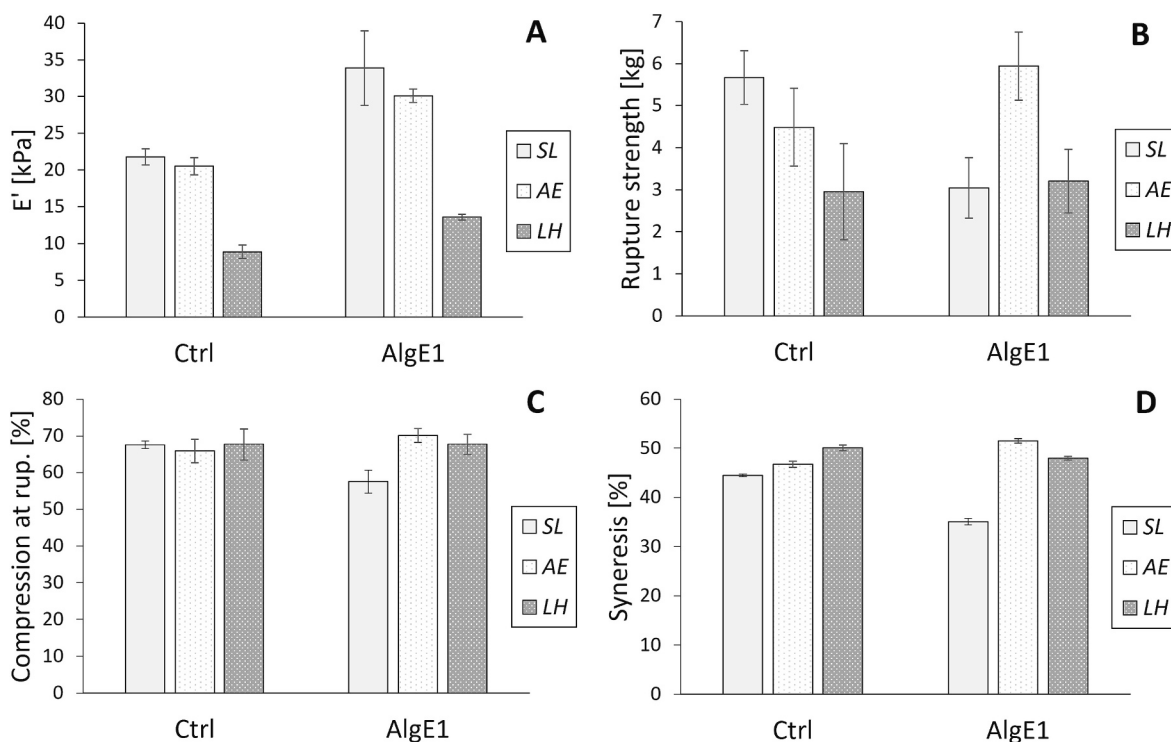 A
E' [kPa]
40
35
30
25
20
15
10
5
0
Ctrl
AlgE1
SL
AE
LH
B
Rupture strength [kg]
7
6
5
4
3
2
1
0
Ctrl
AlgE1
SL
AE
LH
C
Compression at rup. [%]
80
70
60
50
40
30
20
10
0
Ctrl
AlgE1
SL
AE
LH
D
Syneresis [%]
60
50
40
30
20
10
0
Ctrl
AlgE1
SL
AE
LH